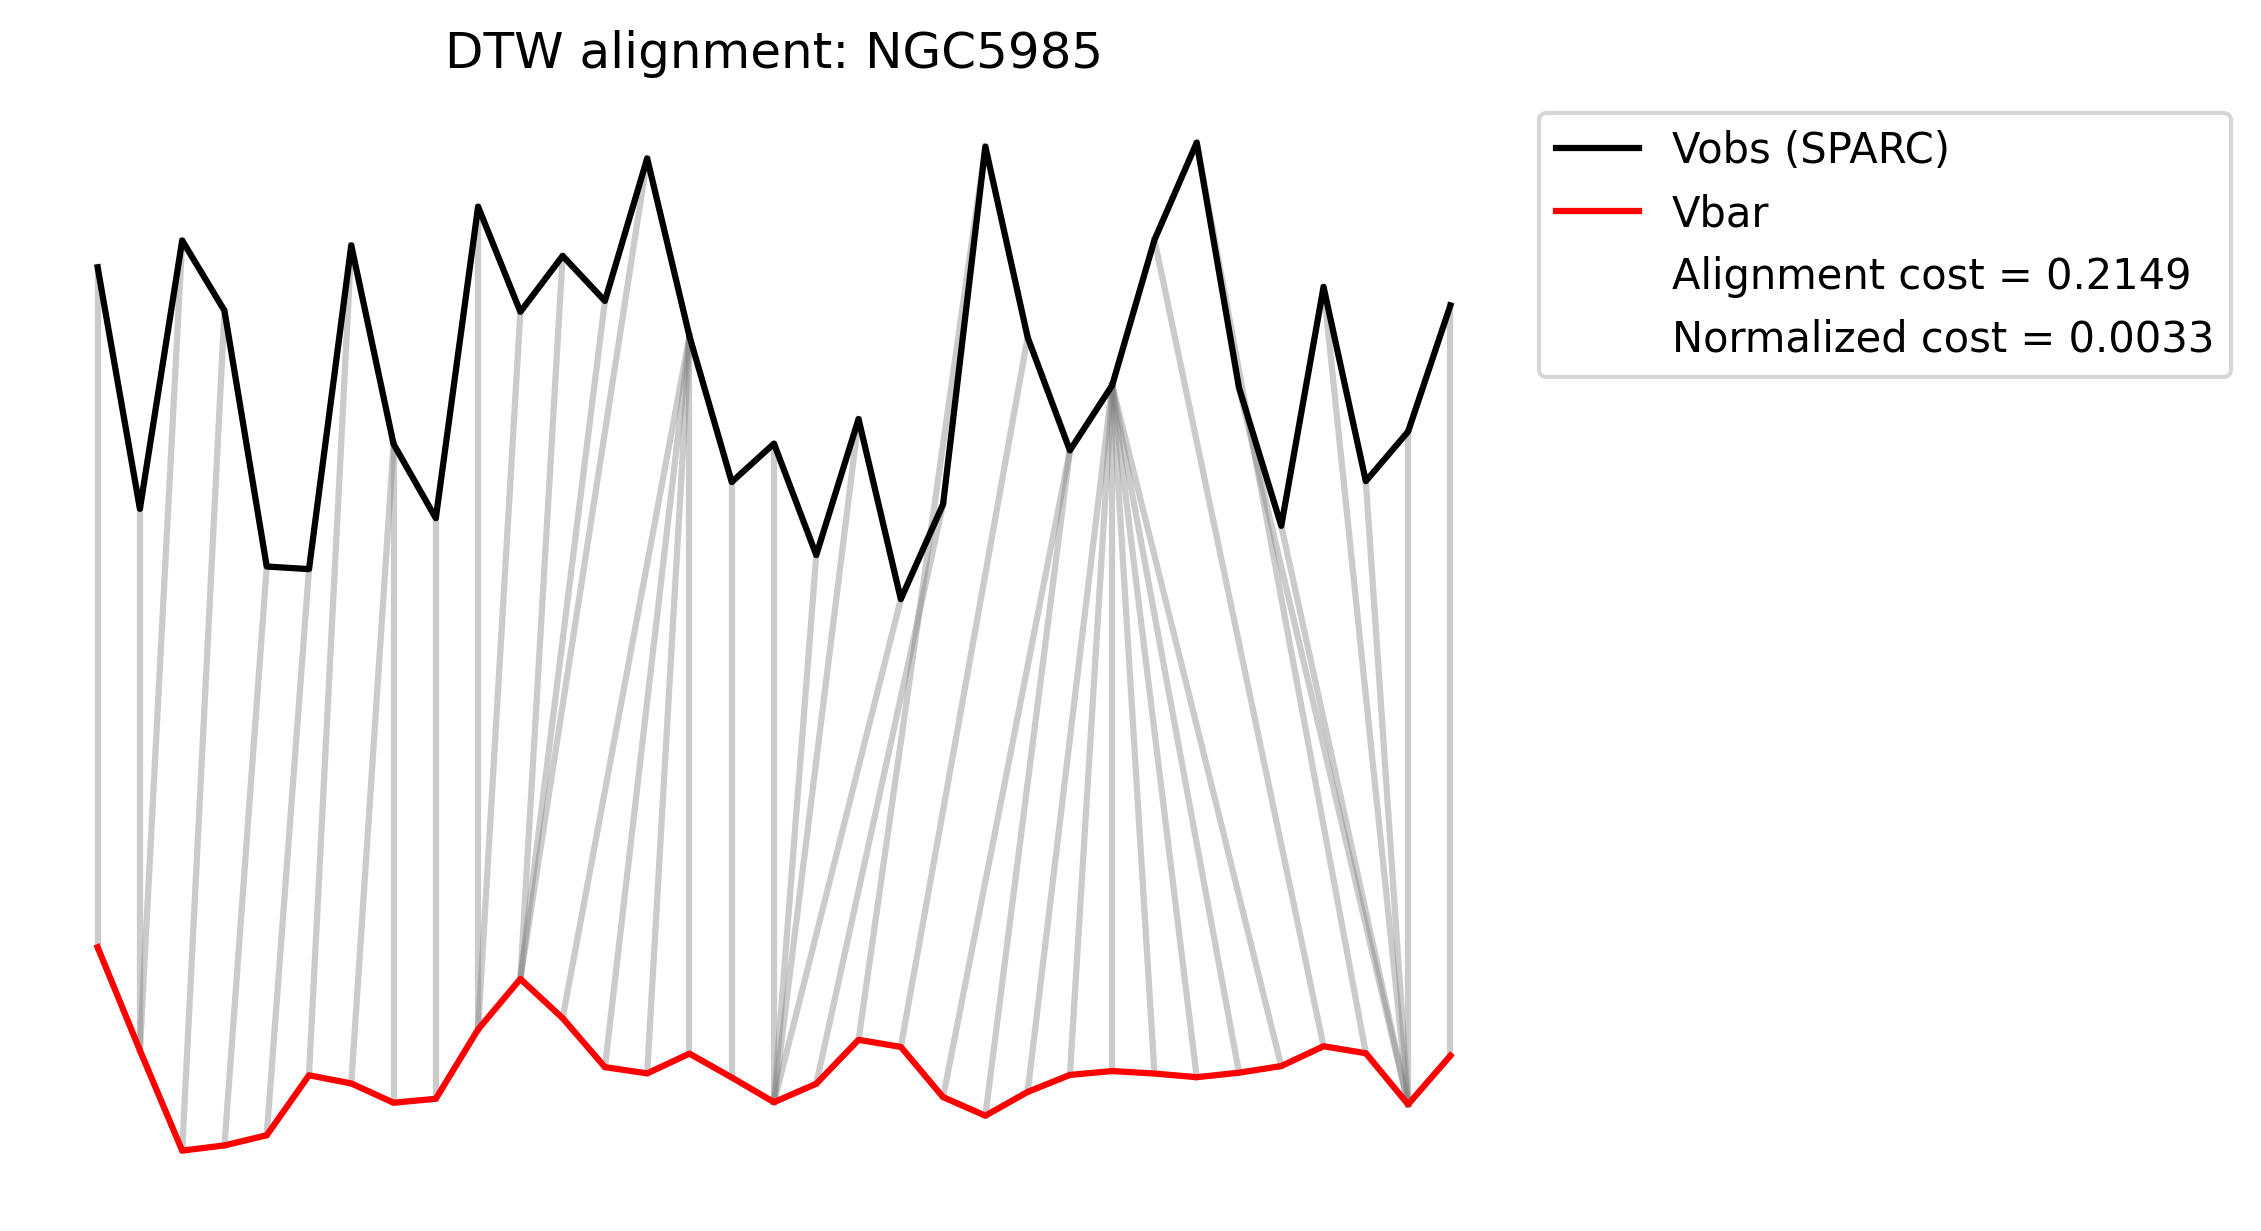 DTW alignment: NGC5985
Vobs (SPARC)
Vbar
Alignment cost = 0.2149
Normalized cost = 0.0033